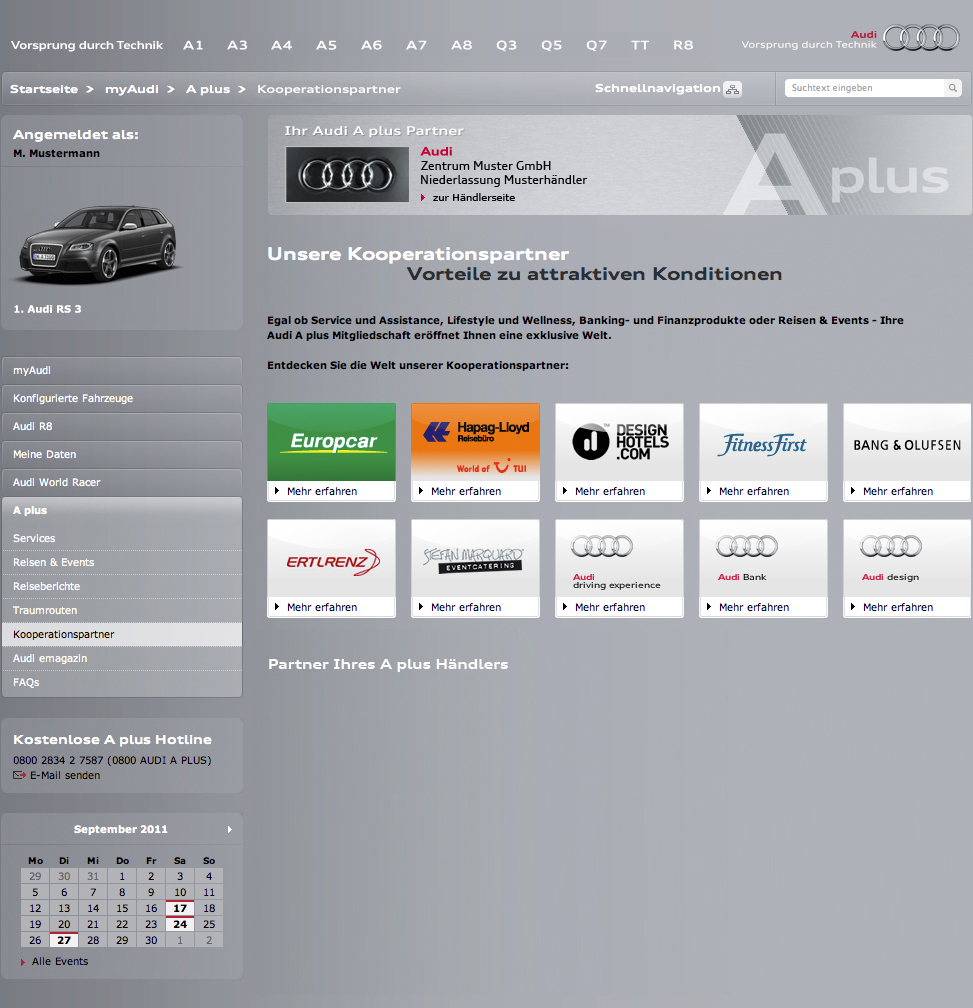 Vorsprung durch Technik A1 A3 A4 A5 A6 A7 A8 Q3 Q5 Q7 TT R8
Audi
Vorsprung durch Technik
Startseite myAudi A plus Kooperationspartner
Schnellnavigation
Suchtext eingeben
Angemeldet als:
M. Mustermann
1. Audi RS 3
myAudi
Konfigurierte Fahrzeuge
Audi R8
Meine Daten
Audi World Racer
A plus
Services
Reisen & Events
Reiseberichte
Traumrouten
Kooperationspartner
Audi emagazin
FAQs
Kostenlose A plus Hotline
0800 2834 2 7587 (0800 AUDI A PLUS)
E-Mail senden
September 2011
Mo Di Mi Do Fr Sa So
29 30 31 1 2 3 4
5 6 7 8 9 10 11
12 13 14 15 16 17 18
19 20 21 22 23 24 25
26 27 28 29 30 1 2
Alle Events
Ihr Audi A plus Partner
Audi
Zentrum Muster GmbH
Niederlassung Musterhändler
zur Händlerseite
A plus
Unsere Kooperationspartner
Vorteile zu attraktiven Konditionen
Egal ob Service und Assistance, Lifestyle und Wellness, Banking- und Finanzprodukte oder Reisen & Events - Ihre
Audi A plus Mitgliedschaft eröffnet Ihnen eine exklusive Welt.
Entdecken Sie die Welt unserer Kooperationspartner:
Europcar
Mehr erfahren
Hapag-Lloyd
Reisebüro
World of TUI
Mehr erfahren
d TM
DESIGN
HOTELS
.COM
Mehr erfahren
Fitness First
Mehr erfahren
BANG & OLUFSEN
Mehr erfahren
ERTLRENZ
Mehr erfahren
STEFAN MARQUARD
EVENTCATERING
Mehr erfahren
Audi
driving experience
Mehr erfahren
Audi Bank
Mehr erfahren
Audi design
Mehr erfahren
Partner Ihres A plus Händlers